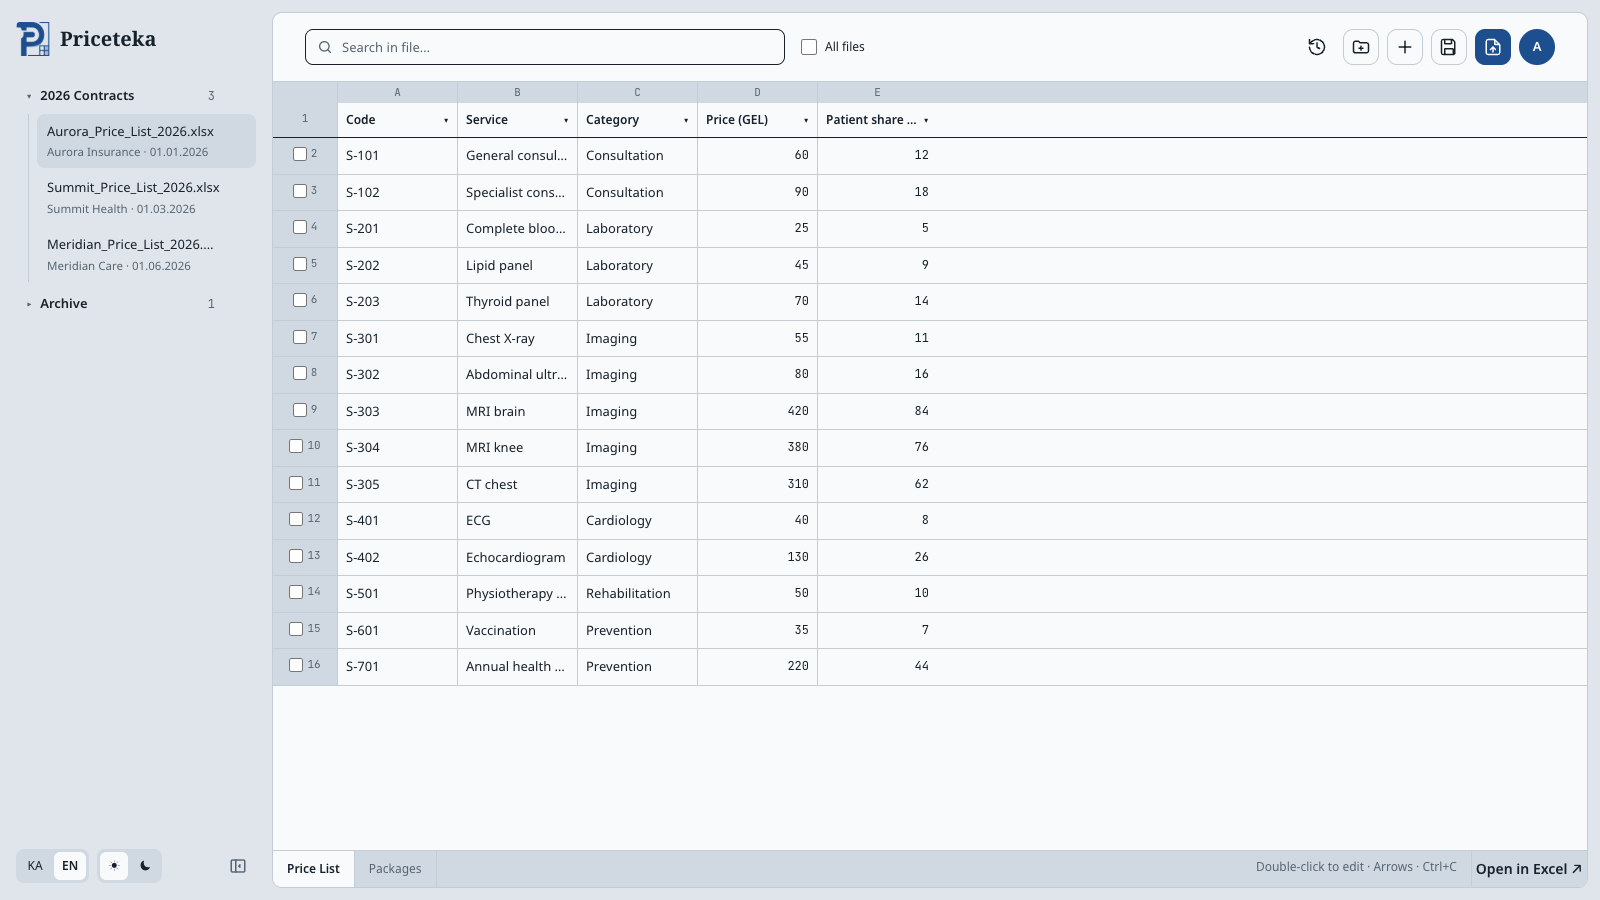 Priceteka
2026 Contracts 3
Aurora_Price_List_2026.xlsx
Aurora Insurance · 01.01.2026
Summit_Price_List_2026.xlsx
Summit Health · 01.03.2026
Meridian_Price_List_2026....
Meridian Care · 01.06.2026
Archive 1
KA EN
Search in file...
All files
A
A B C D E
1 Code Service Category Price (GEL) Patient share ...
2 S-101 General consul... Consultation 60 12
3 S-102 Specialist cons... Consultation 90 18
4 S-201 Complete bloo... Laboratory 25 5
5 S-202 Lipid panel Laboratory 45 9
6 S-203 Thyroid panel Laboratory 70 14
7 S-301 Chest X-ray Imaging 55 11
8 S-302 Abdominal ultr... Imaging 80 16
9 S-303 MRI brain Imaging 420 84
10 S-304 MRI knee Imaging 380 76
11 S-305 CT chest Imaging 310 62
12 S-401 ECG Cardiology 40 8
13 S-402 Echocardiogram Cardiology 130 26
14 S-501 Physiotherapy ... Rehabilitation 50 10
15 S-601 Vaccination Prevention 35 7
16 S-701 Annual health ... Prevention 220 44
Price List Packages Double-click to edit · Arrows · Ctrl+C Open in Excel ↗